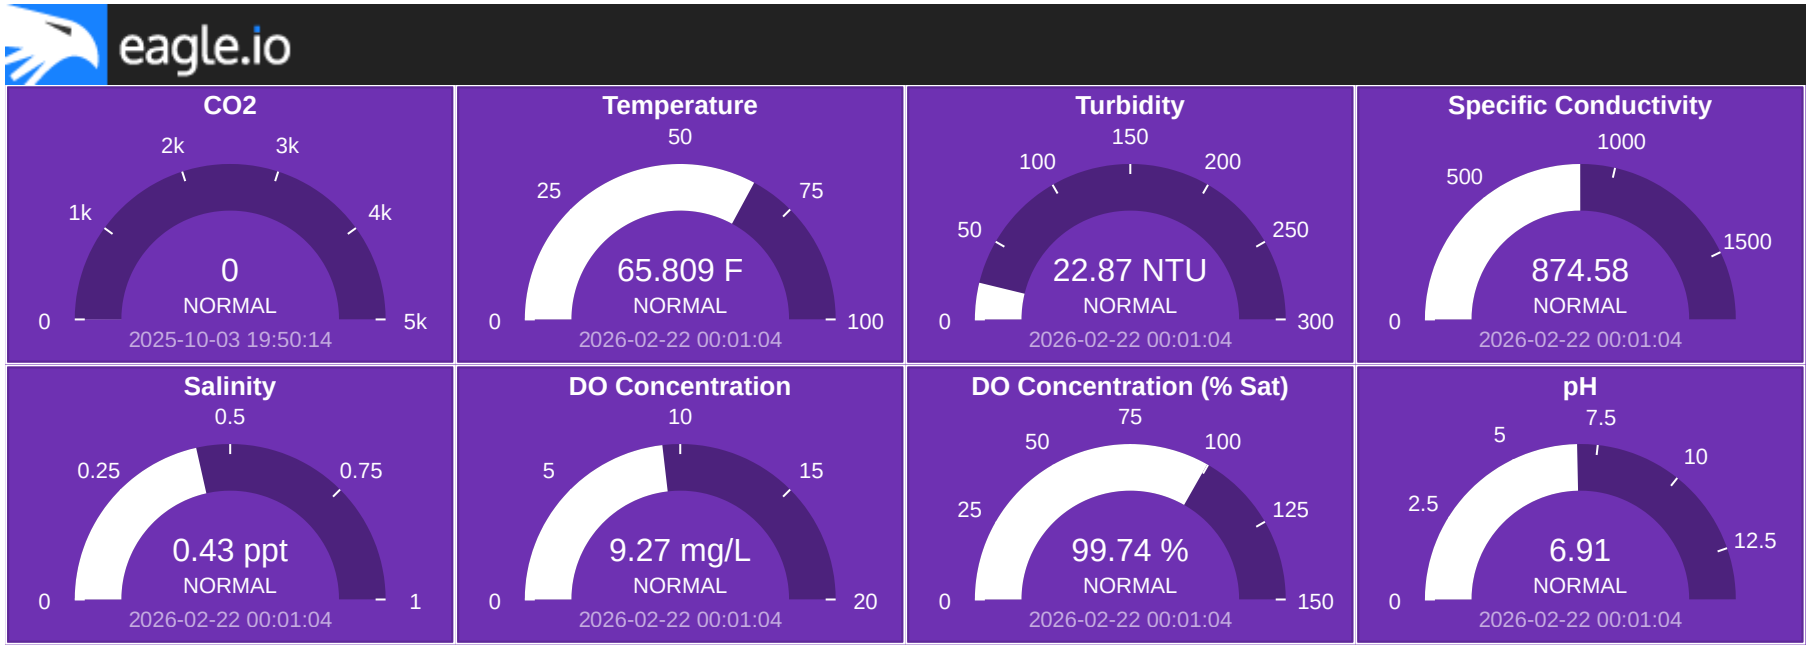 eagle.io
CO2
0
1k
2k
3k
4k
5k
0
NORMAL
2025-10-03 19:50:14
Temperature
0
25
50
75
100
65.809 F
NORMAL
2026-02-22 00:01:04
Turbidity
0
50
100
150
200
250
300
22.87 NTU
NORMAL
2026-02-22 00:01:04
Specific Conductivity
0
500
1000
1500
874.58
NORMAL
2026-02-22 00:01:04
Salinity
0
0.25
0.5
0.75
1
0.43 ppt
NORMAL
2026-02-22 00:01:04
DO Concentration
0
5
10
15
20
9.27 mg/L
NORMAL
2026-02-22 00:01:04
DO Concentration (% Sat)
0
25
50
75
100
125
150
99.74 %
NORMAL
2026-02-22 00:01:04
pH
0
2.5
5
7.5
10
12.5
6.91
NORMAL
2026-02-22 00:01:04